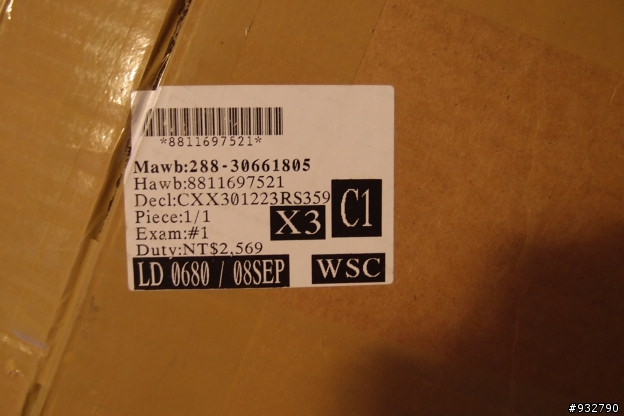 *8811697521*
Mawb:288-30661805
Hawb:8811697521
Decl:CXX301223RS359
Piece:1/1
Exam:#1
X3
C1
Duty:NT$2,569
LD 0680 / 08SEP
WSC
#932790